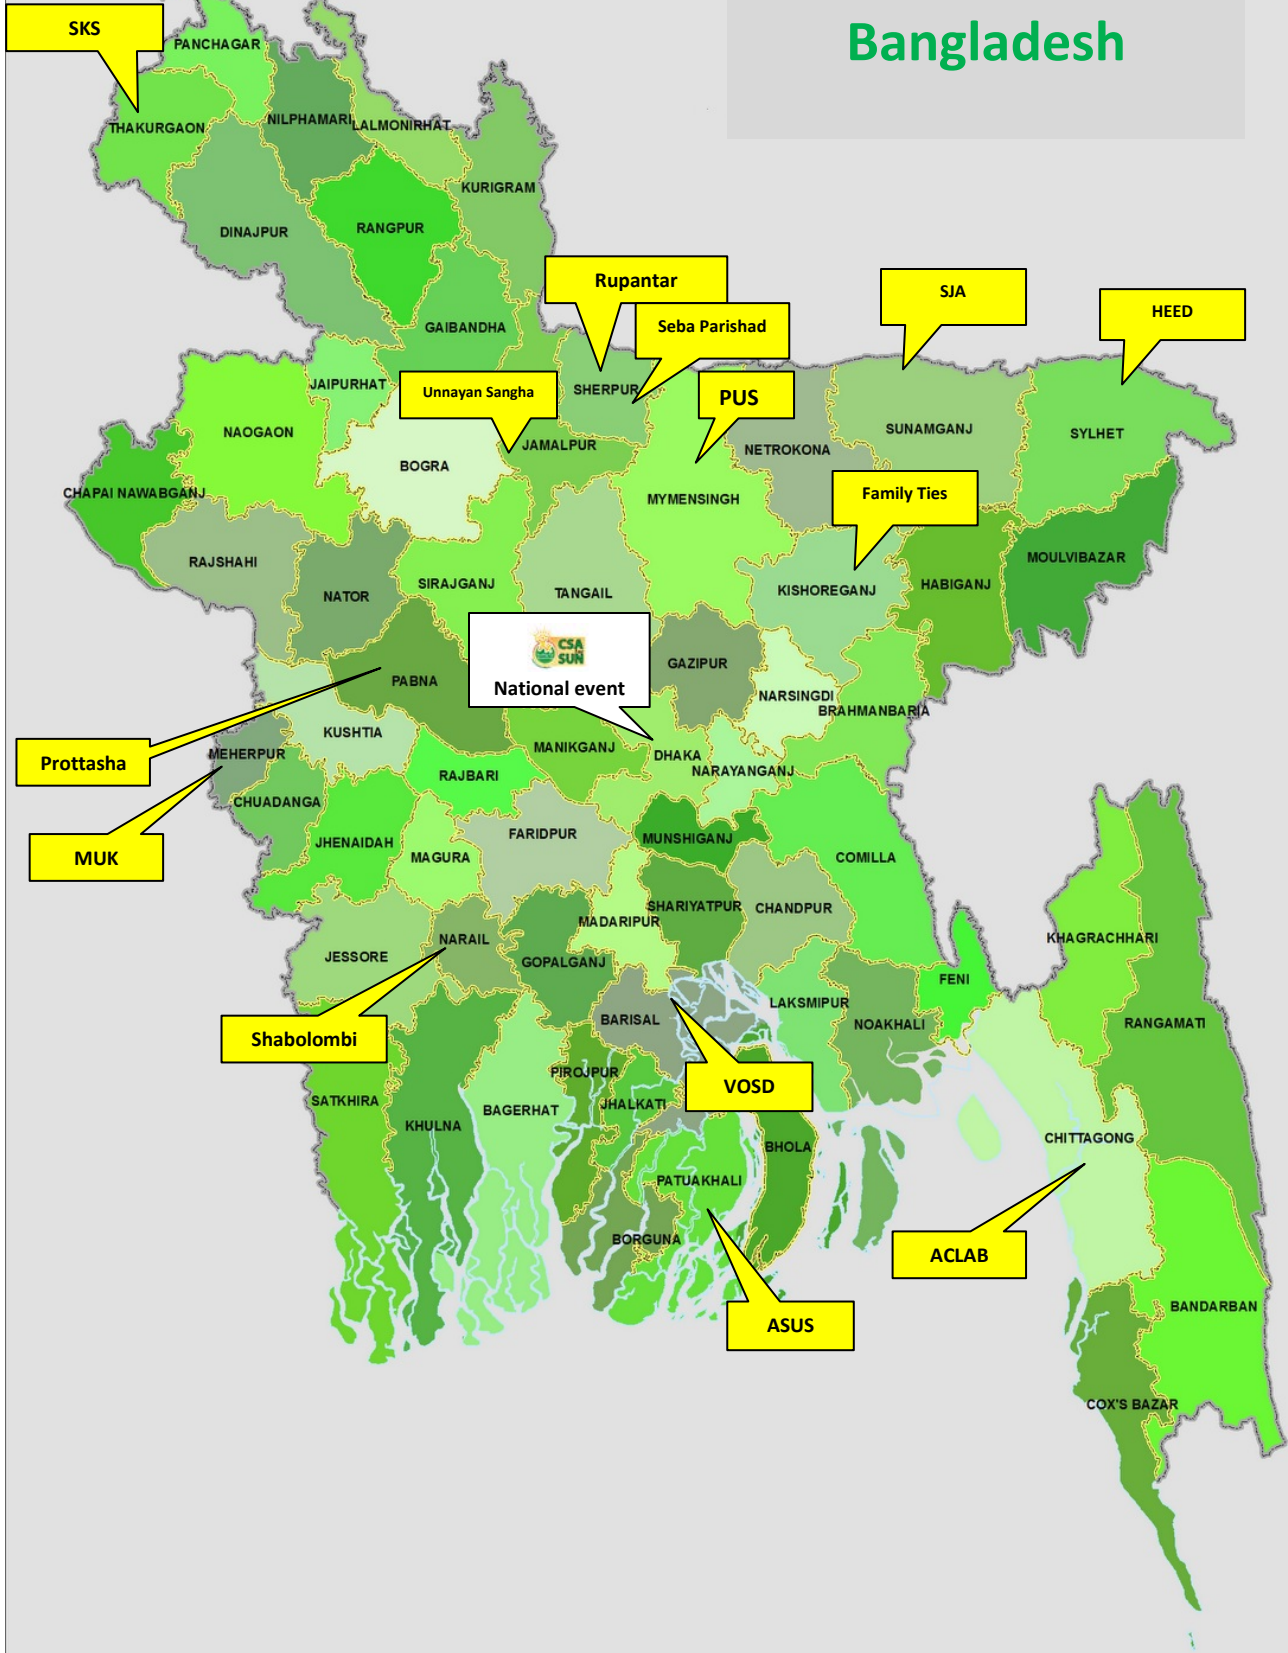 Bangladesh
SKS
PANCHAGAR
THAKURGAON
NILPHAMARI
LALMONIRHAT
KURIGRAM
DINAJPUR
RANGPUR
Rupantar
SJA
HEED
Seba Parishad
GAIBANDHA
JAIPURHAT
Unnayan Sangha
SHERPUR
PUS
NAOGAON
JAMALPUR
NETROKONA
SUNAMGANJ
SYLHET
BOGRA
CHAPAI NAWABGANJ
MYMENSINGH
Family Ties
RAJSHAHI
NATOR
SIRAJGANJ
TANGAIL
KISHOREGANJ
HABIGANJ
MOULVIBAZAR
CSA
SUN
National event
GAZIPUR
PABNA
NARSINGDI
BRAHMANBARIA
KUSHTIA
MEHERPUR
Prottasha
RAJBARI
MANIKGANJ
DHAKA
NARAYANGANJ
CHUADANGA
JHENAIDAH
MAGURA
FARIDPUR
MUNSHIGANJ
COMILLA
MUK
NARAIL
MADARIPUR
SHARIYATPUR
CHANDPUR
KHAGRACHHARI
JESSORE
GOPALGANJ
FENI
Shabolombi
BARISAL
LAKSMIPUR
NOAKHALI
RANGAMATI
PIROJPUR
VOSD
SATKHIRA
KHULNA
BAGERHAT
JHALKATI
CHITTAGONG
BHOLA
PATUAKHALI
BORGUNA
ACLAB
ASUS
BANDARBAN
COX'S BAZAR